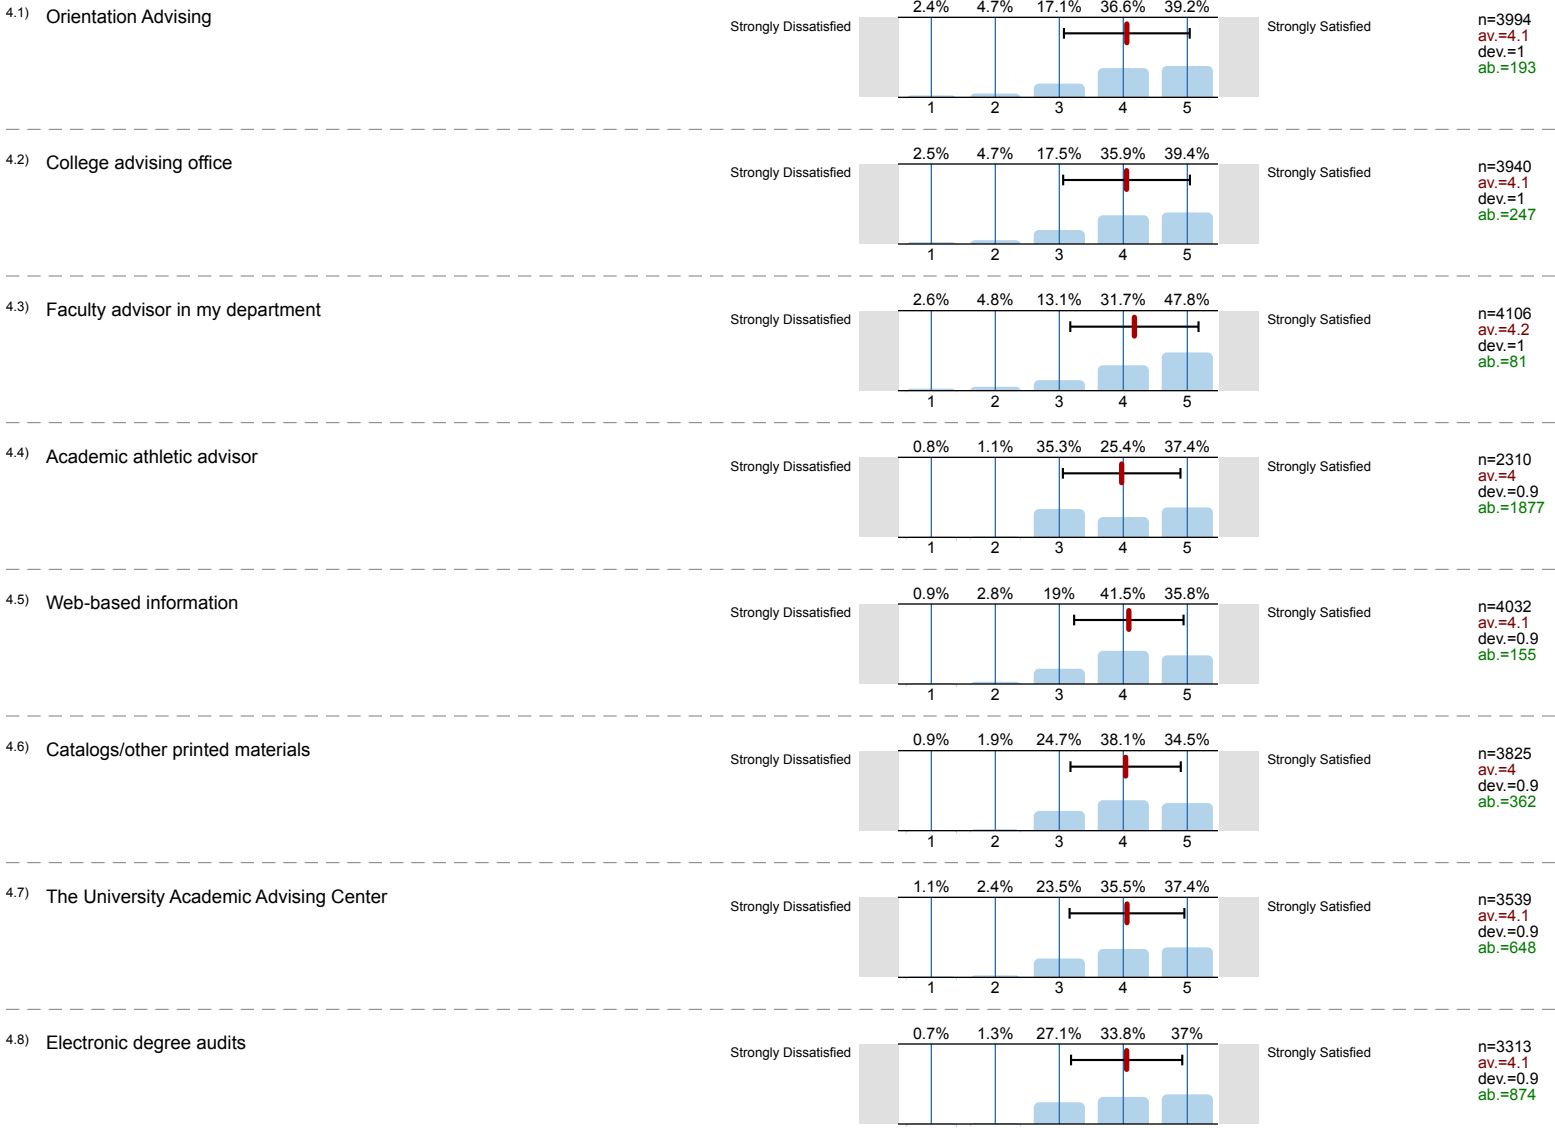 4.1) Orientation Advising
2.4% 4.7% 17.1% 36.6% 39.2%
Strongly Dissatisfied
Strongly Satisfied
n=3994
av.=4.1
dev.=1
ab.=193
1 2 3 4 5
4.2) College advising office
2.5% 4.7% 17.5% 35.9% 39.4%
Strongly Dissatisfied
Strongly Satisfied
n=3940
av.=4.1
dev.=1
ab.=247
1 2 3 4 5
4.3) Faculty advisor in my department
2.6% 4.8% 13.1% 31.7% 47.8%
Strongly Dissatisfied
Strongly Satisfied
n=4106
av.=4.2
dev.=1
ab.=81
1 2 3 4 5
4.4) Academic athletic advisor
0.8% 1.1% 35.3% 25.4% 37.4%
Strongly Dissatisfied
Strongly Satisfied
n=2310
av.=4
dev.=0.9
ab.=1877
1 2 3 4 5
4.5) Web-based information
0.9% 2.8% 19% 41.5% 35.8%
Strongly Dissatisfied
Strongly Satisfied
n=4032
av.=4.1
dev.=0.9
ab.=155
1 2 3 4 5
4.6) Catalogs/other printed materials
0.9% 1.9% 24.7% 38.1% 34.5%
Strongly Dissatisfied
Strongly Satisfied
n=3825
av.=4
dev.=0.9
ab.=362
1 2 3 4 5
4.7) The University Academic Advising Center
1.1% 2.4% 23.5% 35.5% 37.4%
Strongly Dissatisfied
Strongly Satisfied
n=3539
av.=4.1
dev.=0.9
ab.=648
1 2 3 4 5
4.8) Electronic degree audits
0.7% 1.3% 27.1% 33.8% 37%
Strongly Dissatisfied
Strongly Satisfied
n=3313
av.=4.1
dev.=0.9
ab.=874